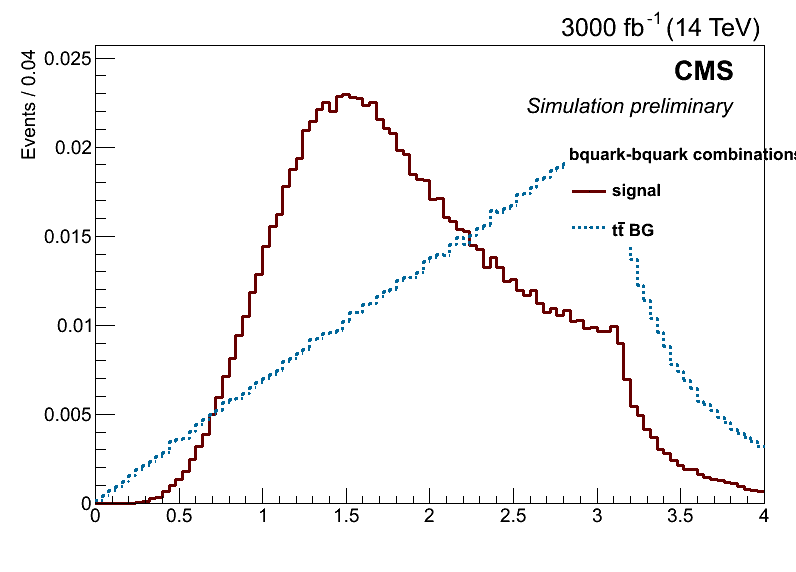 3000 fb-1 (14 TeV)
Events / 0.04
CMS
Simulation preliminary
bquark-bquark combinations
signal
tt̄ BG
0.025
0.02
0.015
0.01
0.005
0
0 0.5 1 1.5 2 2.5 3 3.5 4